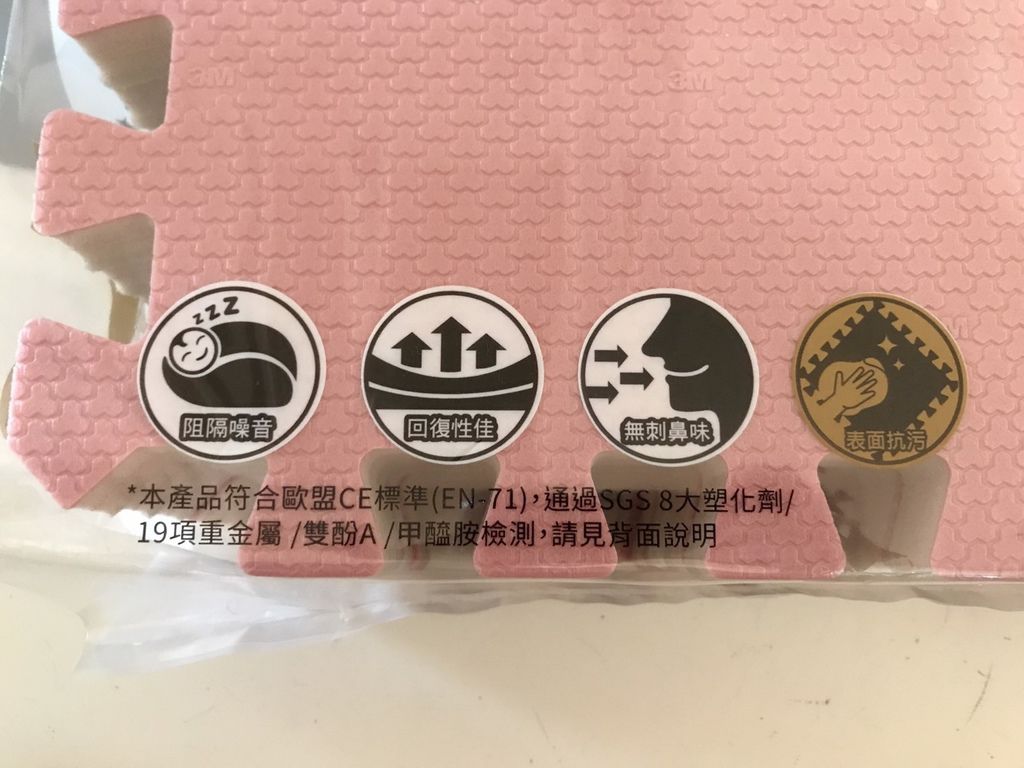 3M
3M
zzZ
阻隔噪音
回復性佳
無刺鼻味
表面抗污
*本產品符合歐盟CE標準(EN-71),通過SGS 8大塑化劑/
19項重金屬 /雙酚A /甲醯胺檢測,請見背面說明